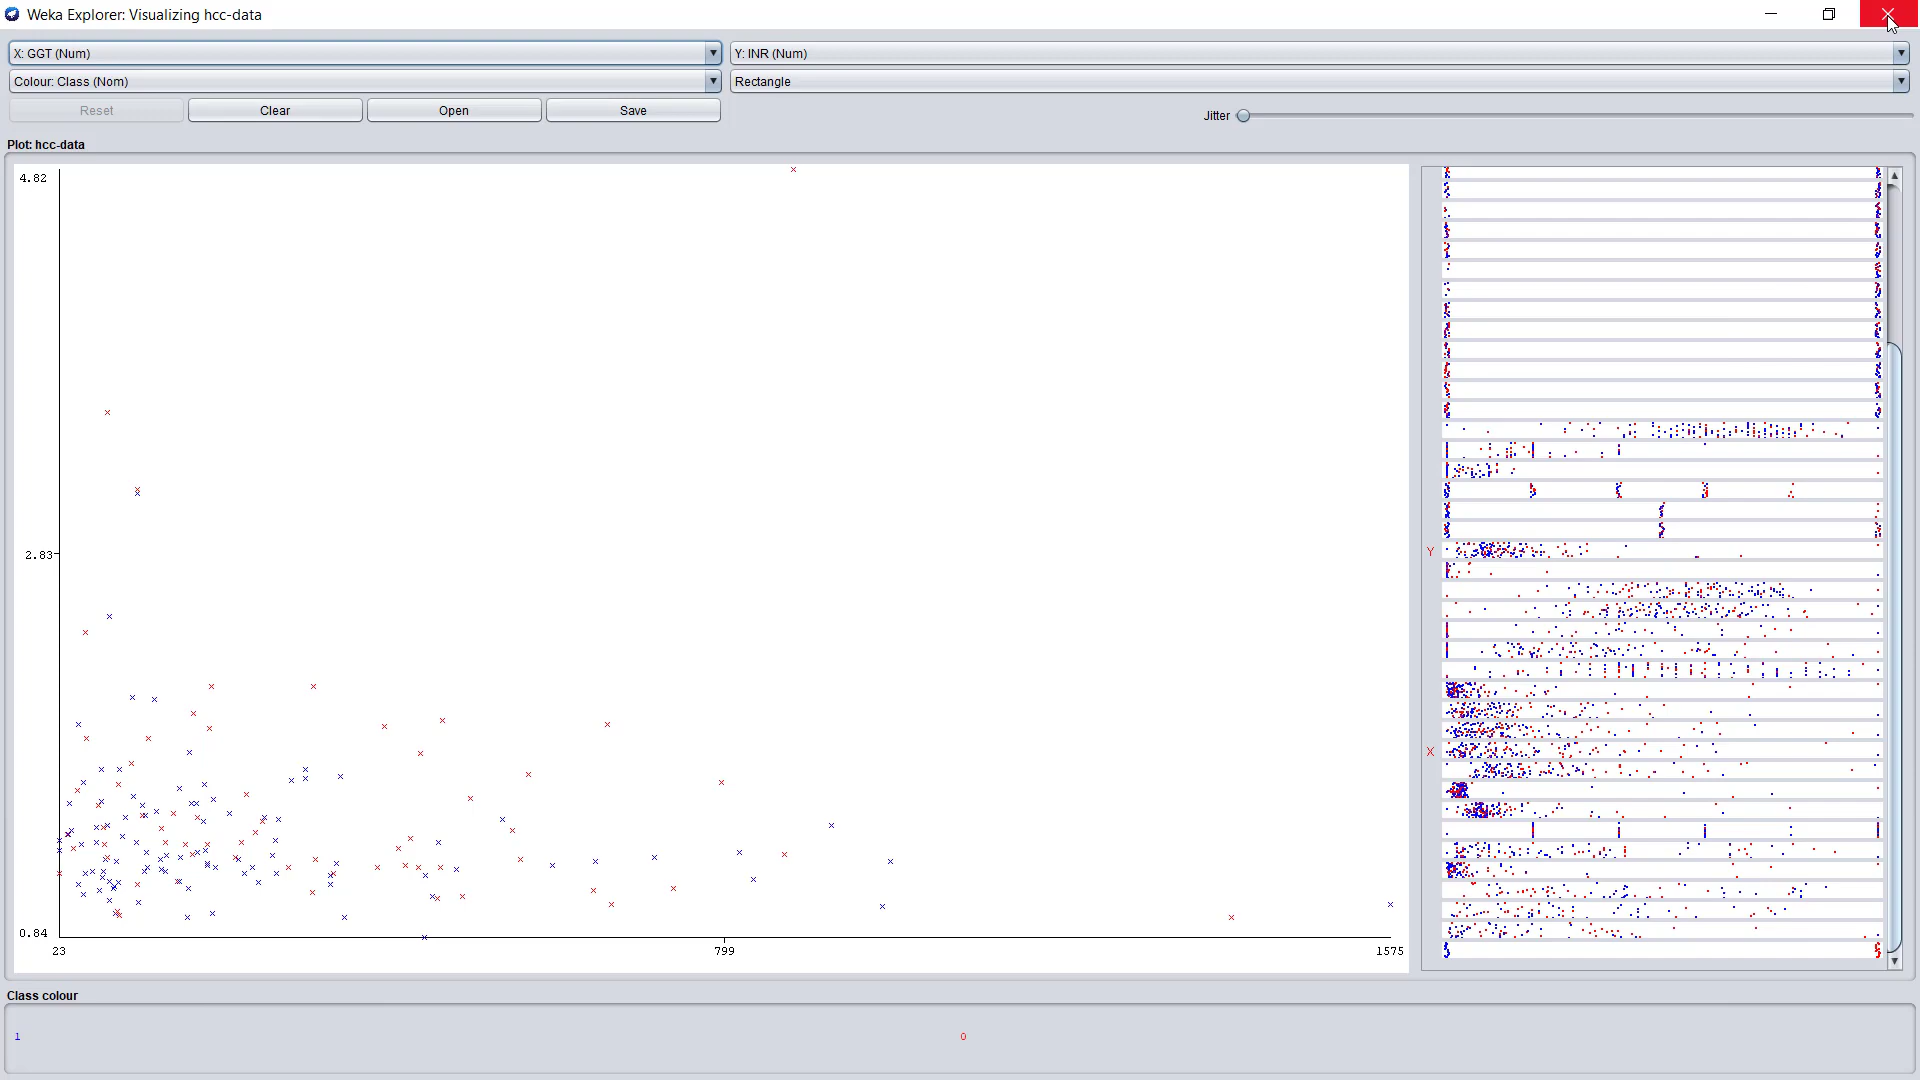 Weka Explorer: Visualizing hcc-data
X: GGT (Num)
Y: INR (Num)
Colour: Class (Nom)
Rectangle
Reset
Clear
Open
Save
Jitter
Plot: hcc-data
4.82
2.83
0.84
23
799
1575
Y
X
Class colour
1
0